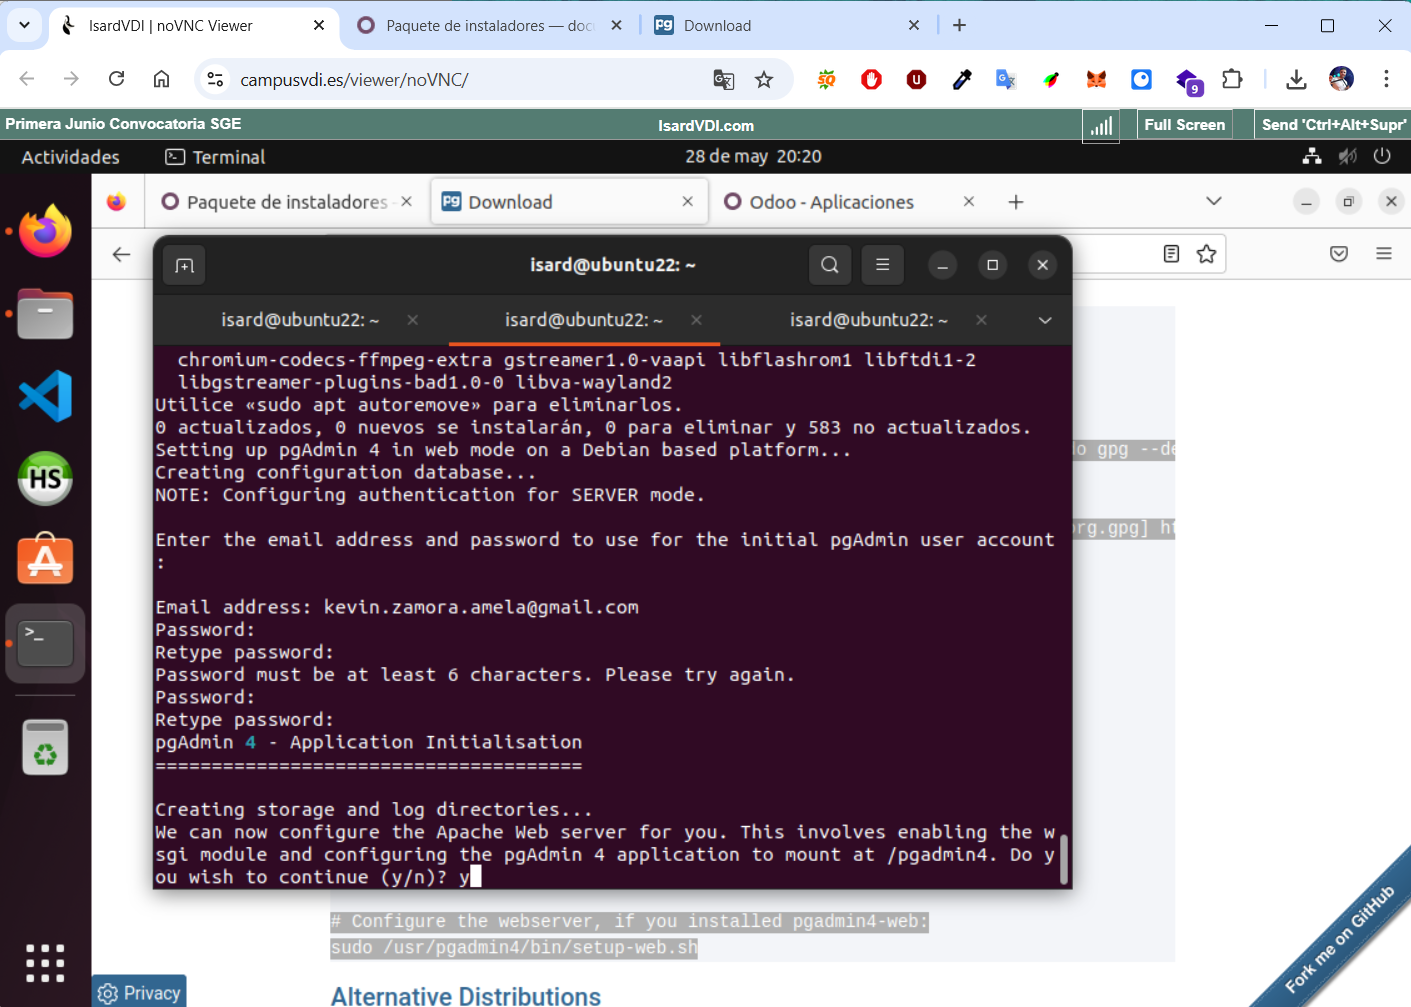 IsardVDI | noVNC Viewer
Paquete de instaladores — doc
Download
campusvdi.es/viewer/noVNC/
9
Primera Junio Convocatoria SGE
IsardVDI.com
Full Screen
Send 'Ctrl+Alt+Supr'
Actividades
Terminal
28 de may 20:20
Paquete de instaladores
Download
Odoo - Aplicaciones
isard@ubuntu22: ~
isard@ubuntu22: ~
isard@ubuntu22: ~
isard@ubuntu22: ~
chromium-codecs-ffmpeg-extra gstreamer1.0-vaapi libflashrom1 libftdi1-2
libgstreamer-plugins-bad1.0-0 libva-wayland2
Utilice «sudo apt autoremove» para eliminarlos.
0 actualizados, 0 nuevos se instalarán, 0 para eliminar y 583 no actualizados.
Setting up pgAdmin 4 in web mode on a Debian based platform...
Creating configuration database...
NOTE: Configuring authentication for SERVER mode.
Enter the email address and password to use for the initial pgAdmin user account
:
Email address: kevin.zamora.amela@gmail.com
Password:
Retype password:
Password must be at least 6 characters. Please try again.
Password:
Retype password:
pgAdmin 4 - Application Initialisation
======================================
Creating storage and log directories...
We can now configure the Apache Web server for you. This involves enabling the w
sgi module and configuring the pgAdmin 4 application to mount at /pgadmin4. Do y
ou wish to continue (y/n)? y
do gpg --de
org.gpg] ht
# Configure the webserver, if you installed pgadmin4-web:
sudo /usr/pgadmin4/bin/setup-web.sh
Alternative Distributions
Privacy
Fork me on GitHub
HS